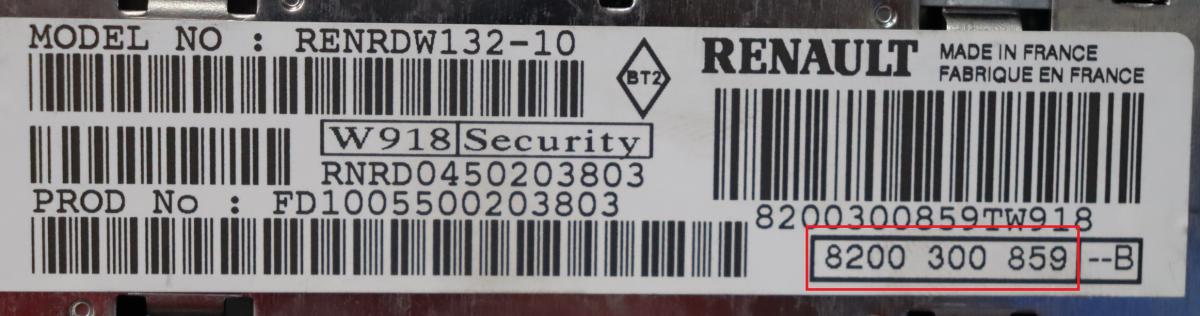 MODEL NO : RENRDW132-10
BT2
RENAULT
MADE IN FRANCE
FABRIQUE EN FRANCE
W918 Security
RNRD0450203803
PROD No : FD1005500203803
8200300859TW918
8200 300 859 --B